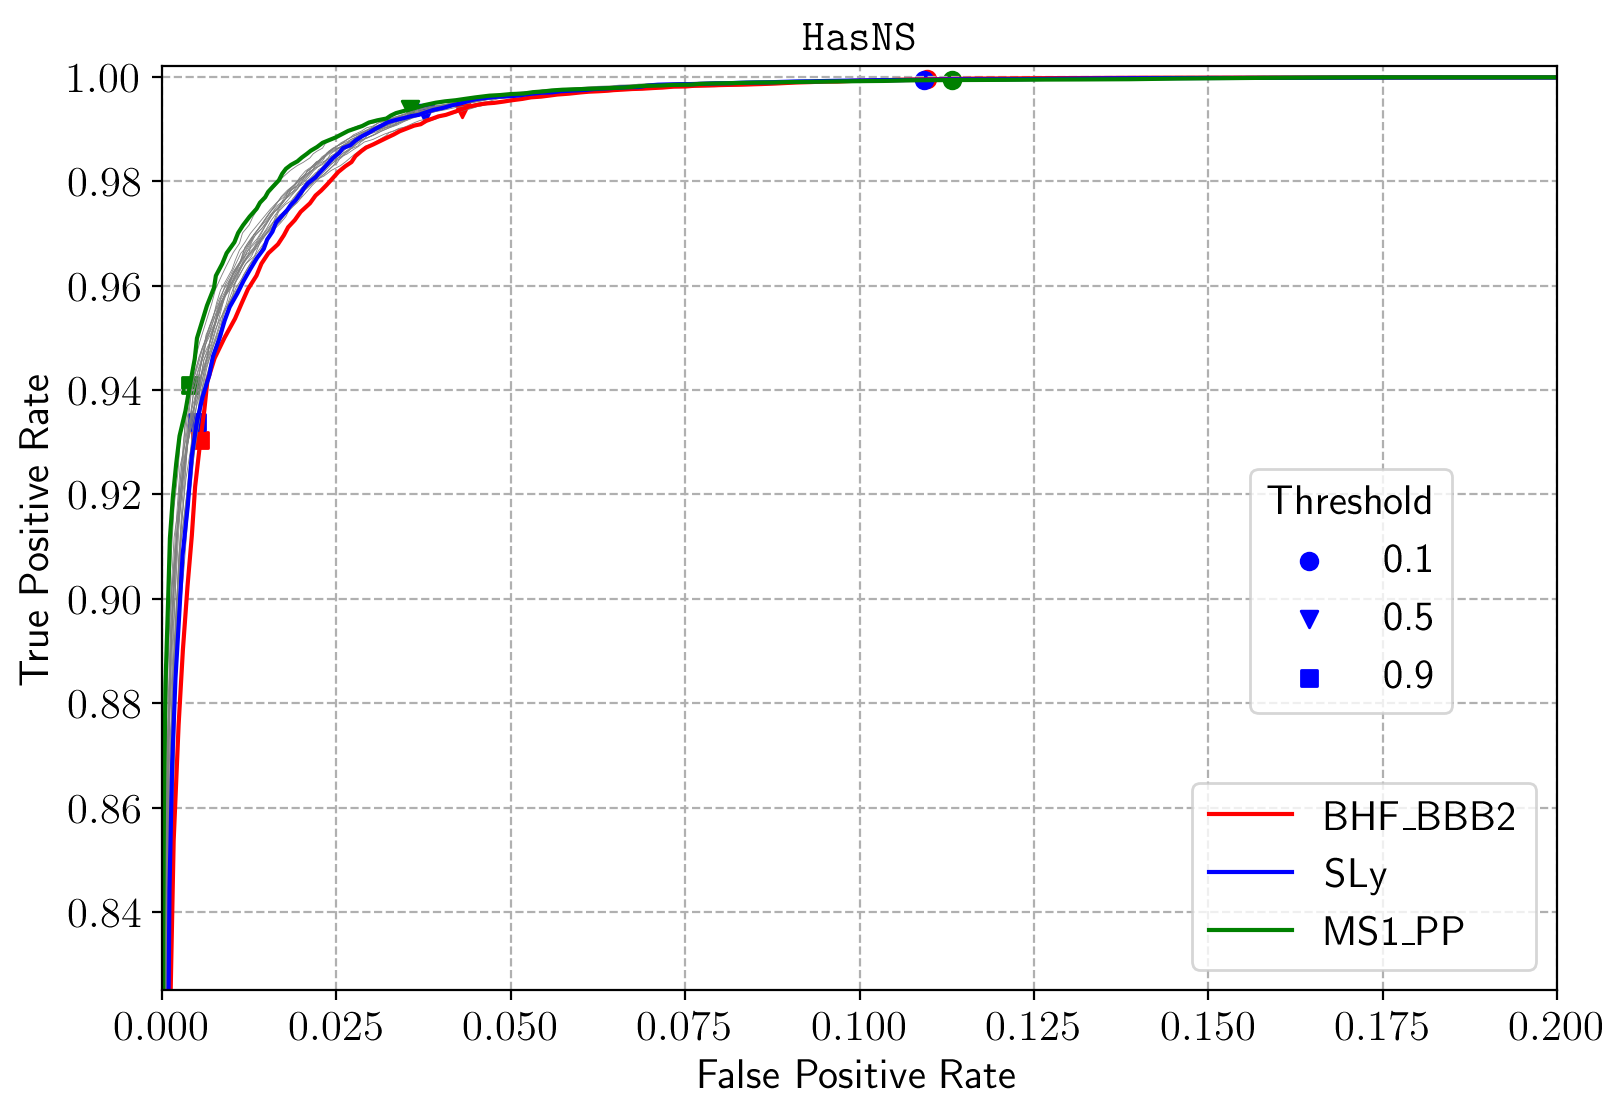 HasNS
1.00
0.98
0.96
0.94
0.92
0.90
0.88
0.86
0.84
True Positive Rate
Threshold
0.1
0.5
0.9
BHF_BBB2
SLy
MS1_PP
0.000 0.025 0.050 0.075 0.100 0.125 0.150 0.175 0.200
False Positive Rate